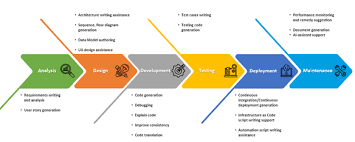 Architecture writing assistance
Sequence, flow diagram
generation
Data Model authoring
UX design assistance
Test cases writing
Testing code
generation
Performance monitoring
and remote suggestion
Document generation
AI-assisted support
Analysis
Design
Development
Testing
Deployment
Maintenance
Requirements writing
and analysis
User story generation
Code generation
Debugging
Explain code
Improve consistency
Code translation
Continuous
Integration/Continuous
deployment generation
Infrastructure as Code
script writing support
Automation script writing
assistance